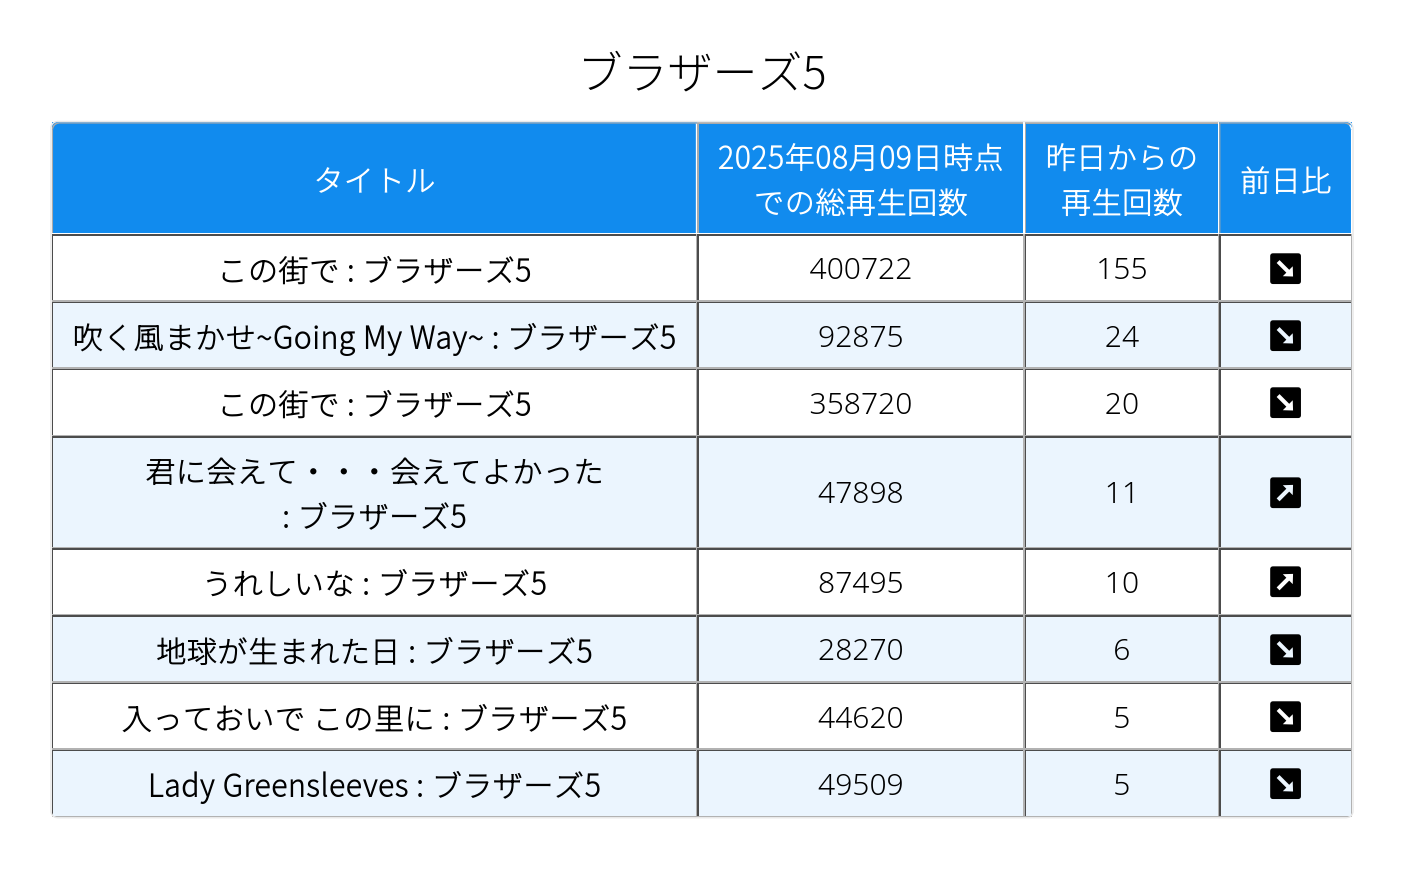 ブラザーズ5
タイトル
2025年08月09日時点
での総再生回数
昨日からの
再生回数
前日比
この街で : ブラザーズ5
400722
155
↘
吹く風まかせ~Going My Way~ : ブラザーズ5
92875
24
↘
この街で : ブラザーズ5
358720
20
↘
君に会えて・・・会えてよかった
: ブラザーズ5
47898
11
↗
うれしいな : ブラザーズ5
87495
10
↗
地球が生まれた日 : ブラザーズ5
28270
6
↘
入っておいで この里に : ブラザーズ5
44620
5
↘
Lady Greensleeves : ブラザーズ5
49509
5
↘